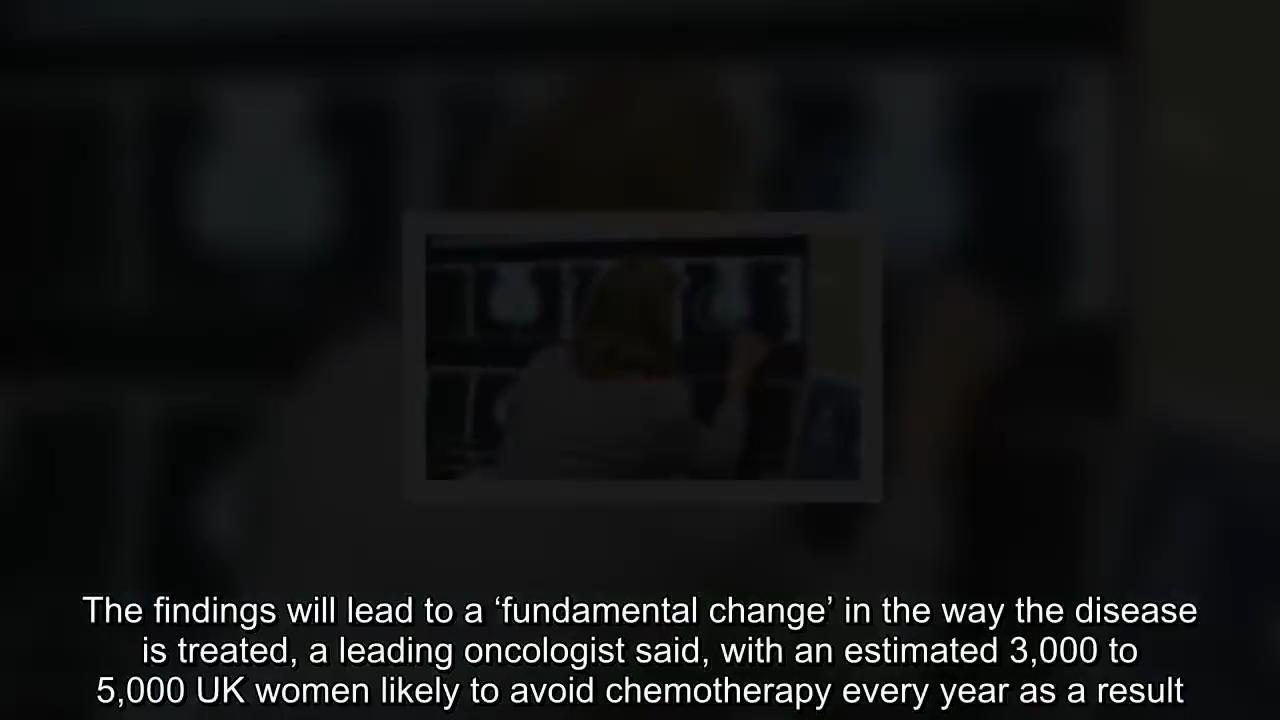 The findings will lead to a ‘fundamental change’ in the way the disease
is treated, a leading oncologist said, with an estimated 3,000 to
5,000 UK women likely to avoid chemotherapy every year as a result